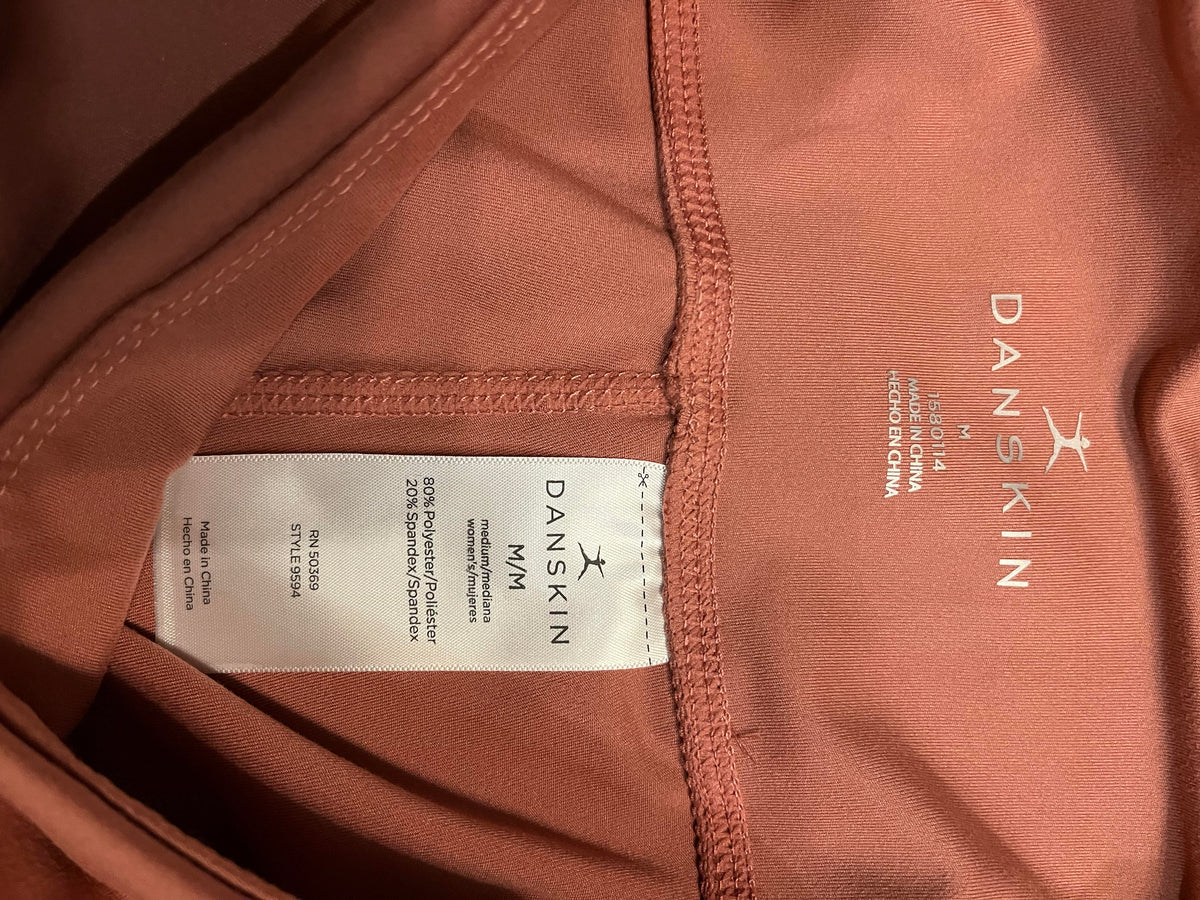 DANSKIN
M
1580114
MADE IN CHINA
HECHO EN CHINA
DANSKIN
M/M
medium/mediana
women's/mujeres
80% Polyester/Poliéster
20% Spandex/Spandex
RN 50369
STYLE 9594
Made in China
Hecho en China